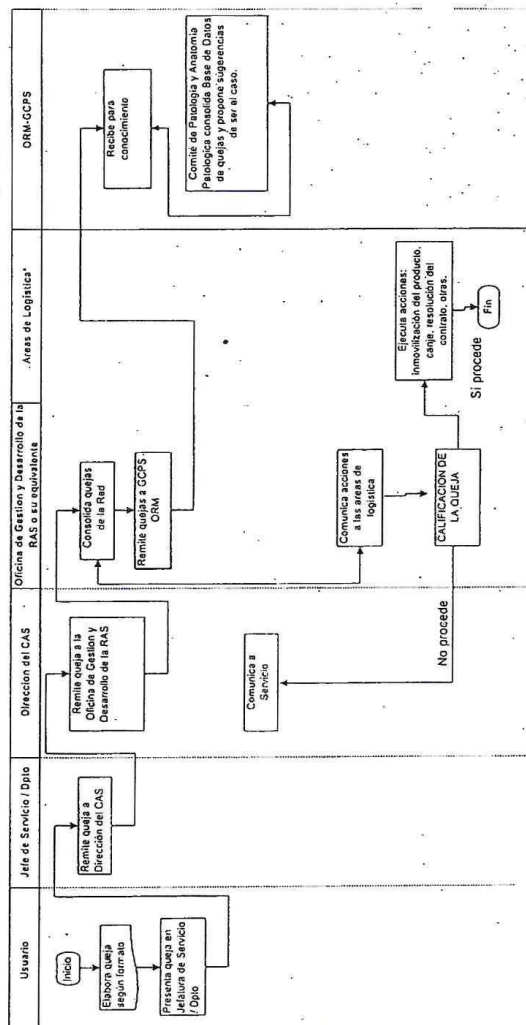 Usuario
Jefe de Servicio / Dpto
Direccion del CAS
Oficina de Gestion y Desarrollo de la
RAS o su equivalente
Areas de Logistica*
ORM-GCPS
Inicio
Elabora queja
según formato
Presenta queja en
Jefatura de Servicio
/ Dpto
Remite queja a
Dirección del CAS
Remite queja a la
Oficina de Gestion y
Desarrollo de la RAS
Comunica a
Servicio
No procede
Consolida quejas
de la Red
Remite quejas a GCPS
ORM
Comunica acciones
a las areas de
logística
CALIFICACION DE
LA QUEJA
Ejecuta acciones:
inmovilización del producto,
canje, resolución del
contrato, otras.
Si procede
Fin
Recibe para
conocimiento
Comité de Patología y Anatomía
Patologica consolida Base de Datos
de quejas y propone sugerencias
de ser el caso.